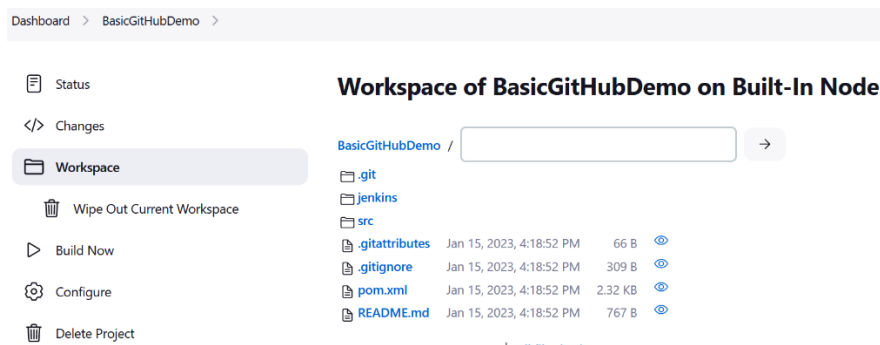 Dashboard > BasicGitHubDemo >
Status
Changes
Workspace
Wipe Out Current Workspace
Build Now
Configure
Delete Project
Workspace of BasicGitHubDemo on Built-In Node
BasicGitHubDemo /
.git
jenkins
src
.gitattributes Jan 15, 2023, 4:18:52 PM 66 B
.gitignore Jan 15, 2023, 4:18:52 PM 309 B
pom.xml Jan 15, 2023, 4:18:52 PM 2.32 KB
README.md Jan 15, 2023, 4:18:52 PM 767 B